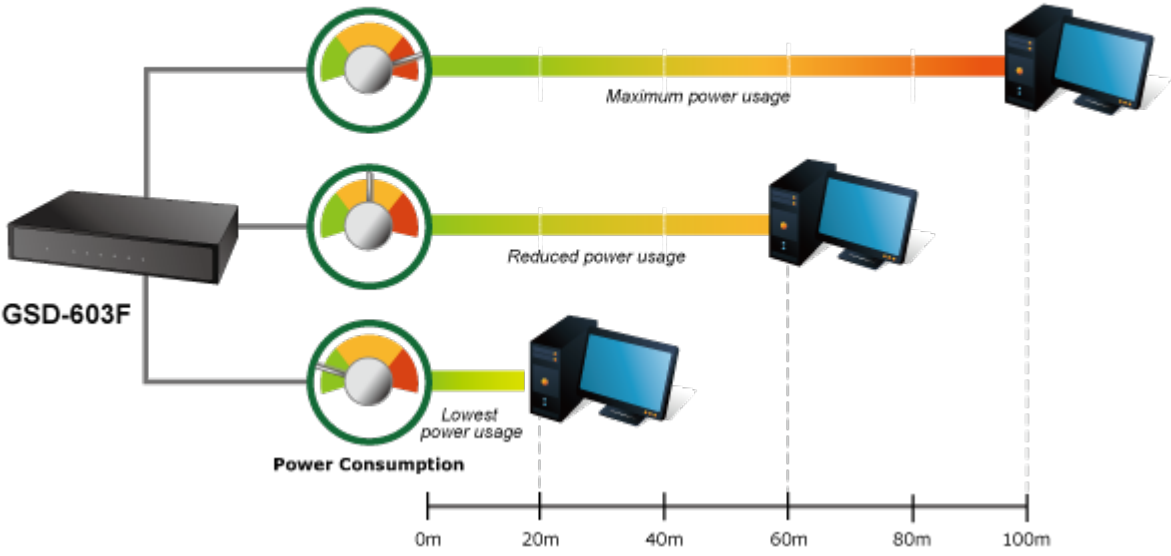 Maximum power usage
Reduced power usage
GSD-603F
Lowest
power usage
Power Consumption
0m 20m 40m 60m 80m 100m